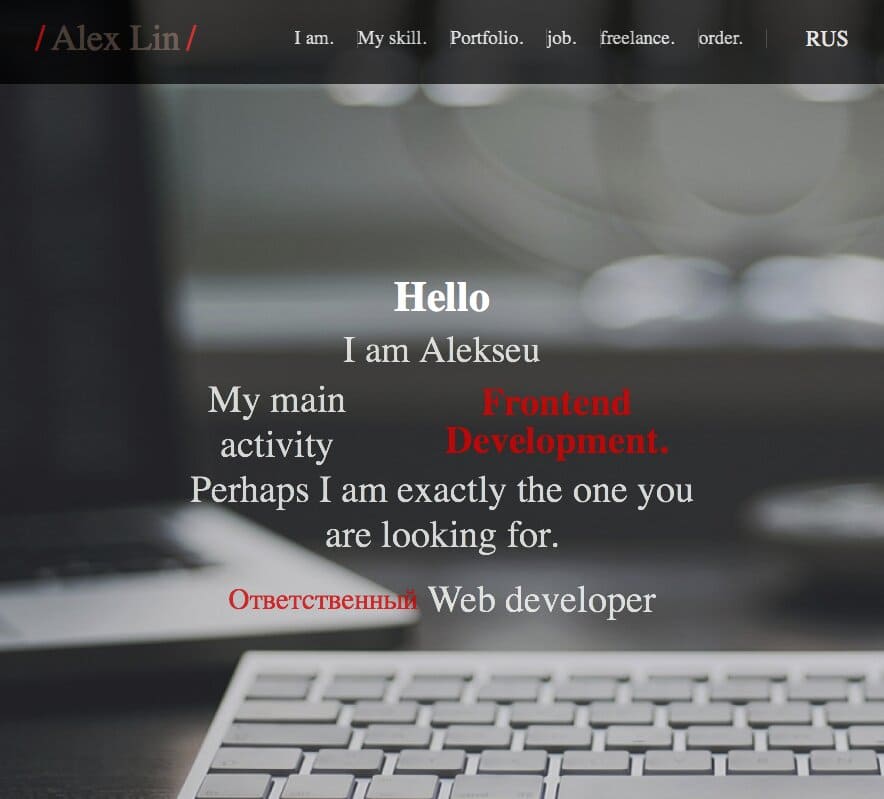 / Alex Lin / I am. My skill. Portfolio. job. freelance. order. RUS
Hello
I am Alekseu
My main
activity
Frontend
Development.
Perhaps I am exactly the one you
are looking for.
Ответственный Web developer